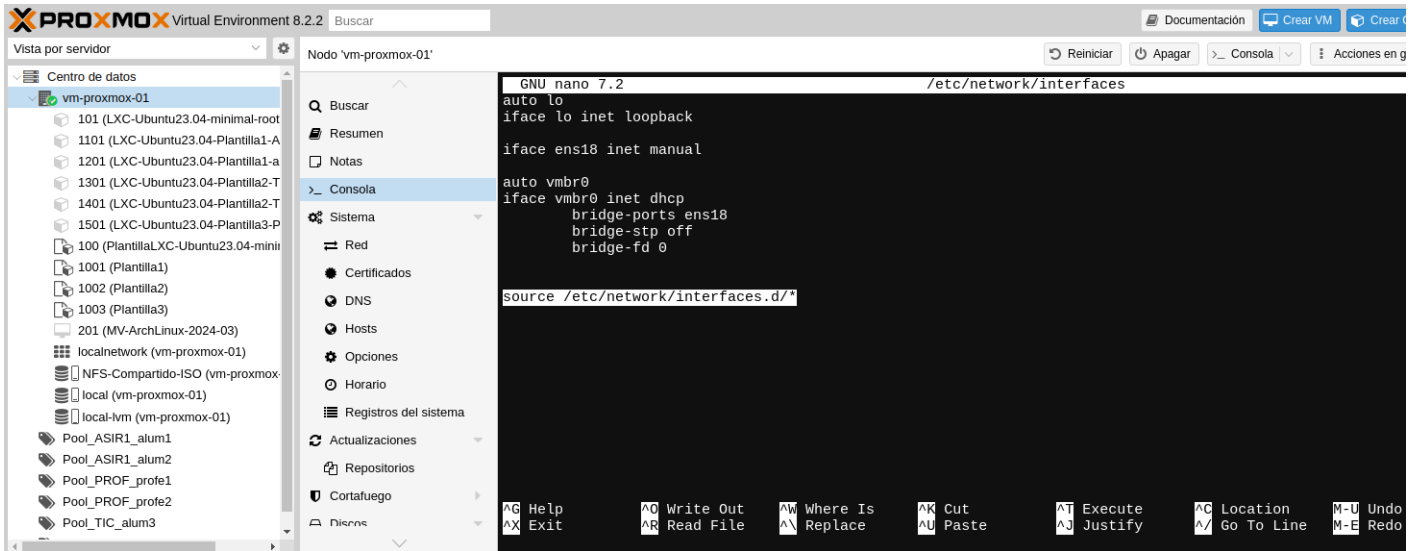 PROXMOX Virtual Environment 8.2.2 Buscar Documentación Crear VM Crear
Vista por servidor
Nodo 'vm-proxmox-01' Reiniciar Apagar >_ Consola Acciones en g
Centro de datos
vm-proxmox-01
101 (LXC-Ubuntu23.04-minimal-root
1101 (LXC-Ubuntu23.04-Plantilla1-A
1201 (LXC-Ubuntu23.04-Plantilla1-a
1301 (LXC-Ubuntu23.04-Plantilla2-T
1401 (LXC-Ubuntu23.04-Plantilla2-T
1501 (LXC-Ubuntu23.04-Plantilla3-P
100 (PlantillaLXC-Ubuntu23.04-minir
1001 (Plantilla1)
1002 (Plantilla2)
1003 (Plantilla3)
201 (MV-ArchLinux-2024-03)
localnetwork (vm-proxmox-01)
NFS-Compartido-ISO (vm-proxmox-
local (vm-proxmox-01)
local-lvm (vm-proxmox-01)
Pool_ASIR1_alum1
Pool_ASIR1_alum2
Pool_PROF_profe1
Pool_PROF_profe2
Pool_TIC_alum3
Buscar
Resumen
Notas
>_ Consola
Sistema
Red
Certificados
DNS
Hosts
Opciones
Horario
Registros del sistema
Actualizaciones
Repositorios
Cortafuego
Discos
GNU nano 7.2 /etc/network/interfaces
auto lo
iface lo inet loopback
iface ens18 inet manual
auto vmbr0
iface vmbr0 inet dhcp
bridge-ports ens18
bridge-stp off
bridge-fd 0
source /etc/network/interfaces.d/*
^G Help ^O Write Out ^W Where Is ^K Cut ^T Execute ^C Location M-U Undo
^X Exit ^R Read File ^\ Replace ^U Paste ^J Justify ^/ Go To Line M-E Redo